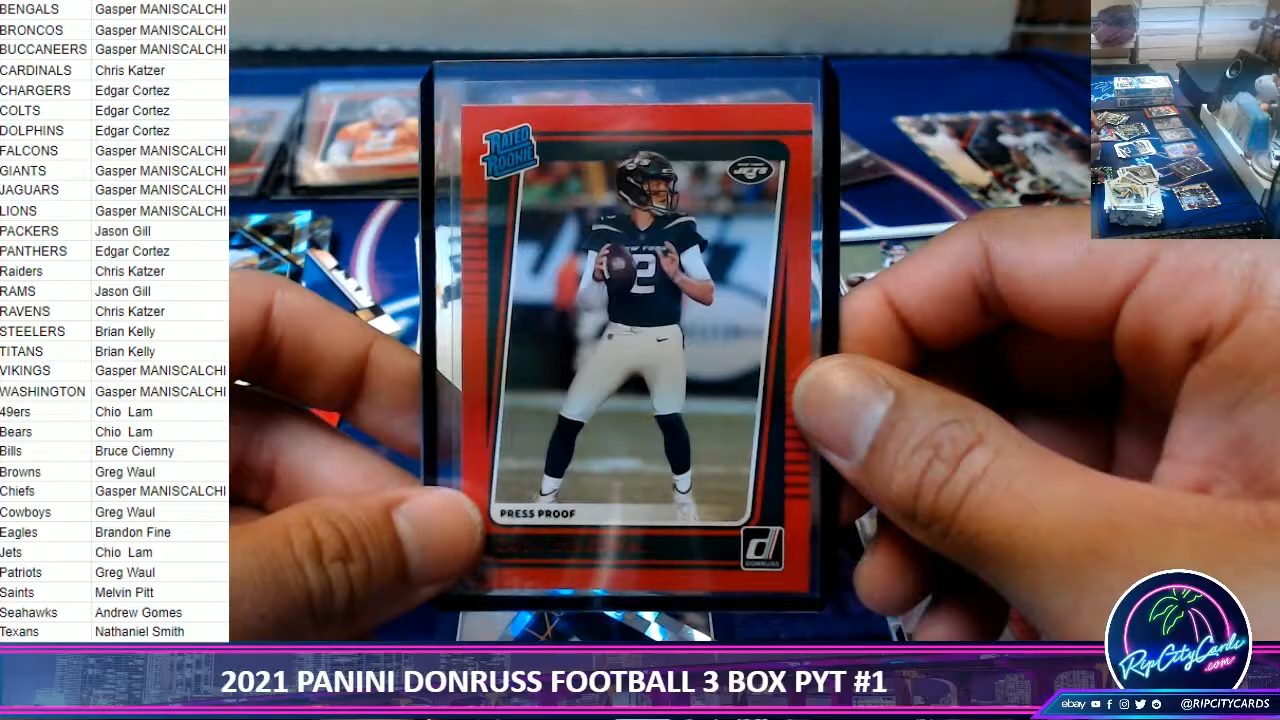 BENGALS Gasper MANISCALCHI
BRONCOS Gasper MANISCALCHI
BUCCANEERS Gasper MANISCALCHI
CARDINALS Chris Katzer
CHARGERS Edgar Cortez
COLTS Edgar Cortez
DOLPHINS Edgar Cortez
FALCONS Gasper MANISCALCHI
GIANTS Gasper MANISCALCHI
JAGUARS Gasper MANISCALCHI
LIONS Gasper MANISCALCHI
PACKERS Jason Gill
PANTHERS Edgar Cortez
Raiders Chris Katzer
RAMS Jason Gill
RAVENS Chris Katzer
STEELERS Brian Kelly
TITANS Brian Kelly
VIKINGS Gasper MANISCALCHI
WASHINGTON Gasper MANISCALCHI
49ers Chio Lam
Bears Chio Lam
Bills Bruce Ciemny
Browns Greg Waul
Chiefs Gasper MANISCALCHI
Cowboys Greg Waul
Eagles Brandon Fine
Jets Chio Lam
Patriots Greg Waul
Saints Melvin Pitt
Seahawks Andrew Gomes
Texans Nathaniel Smith
RATED
ROOKIE
JETS
2
PRESS PROOF
DONRUSS
2021 PANINI DONRUSS FOOTBALL 3 BOX PYT #1
RipCityCards
.com
ebay @RIPCITYCARDS